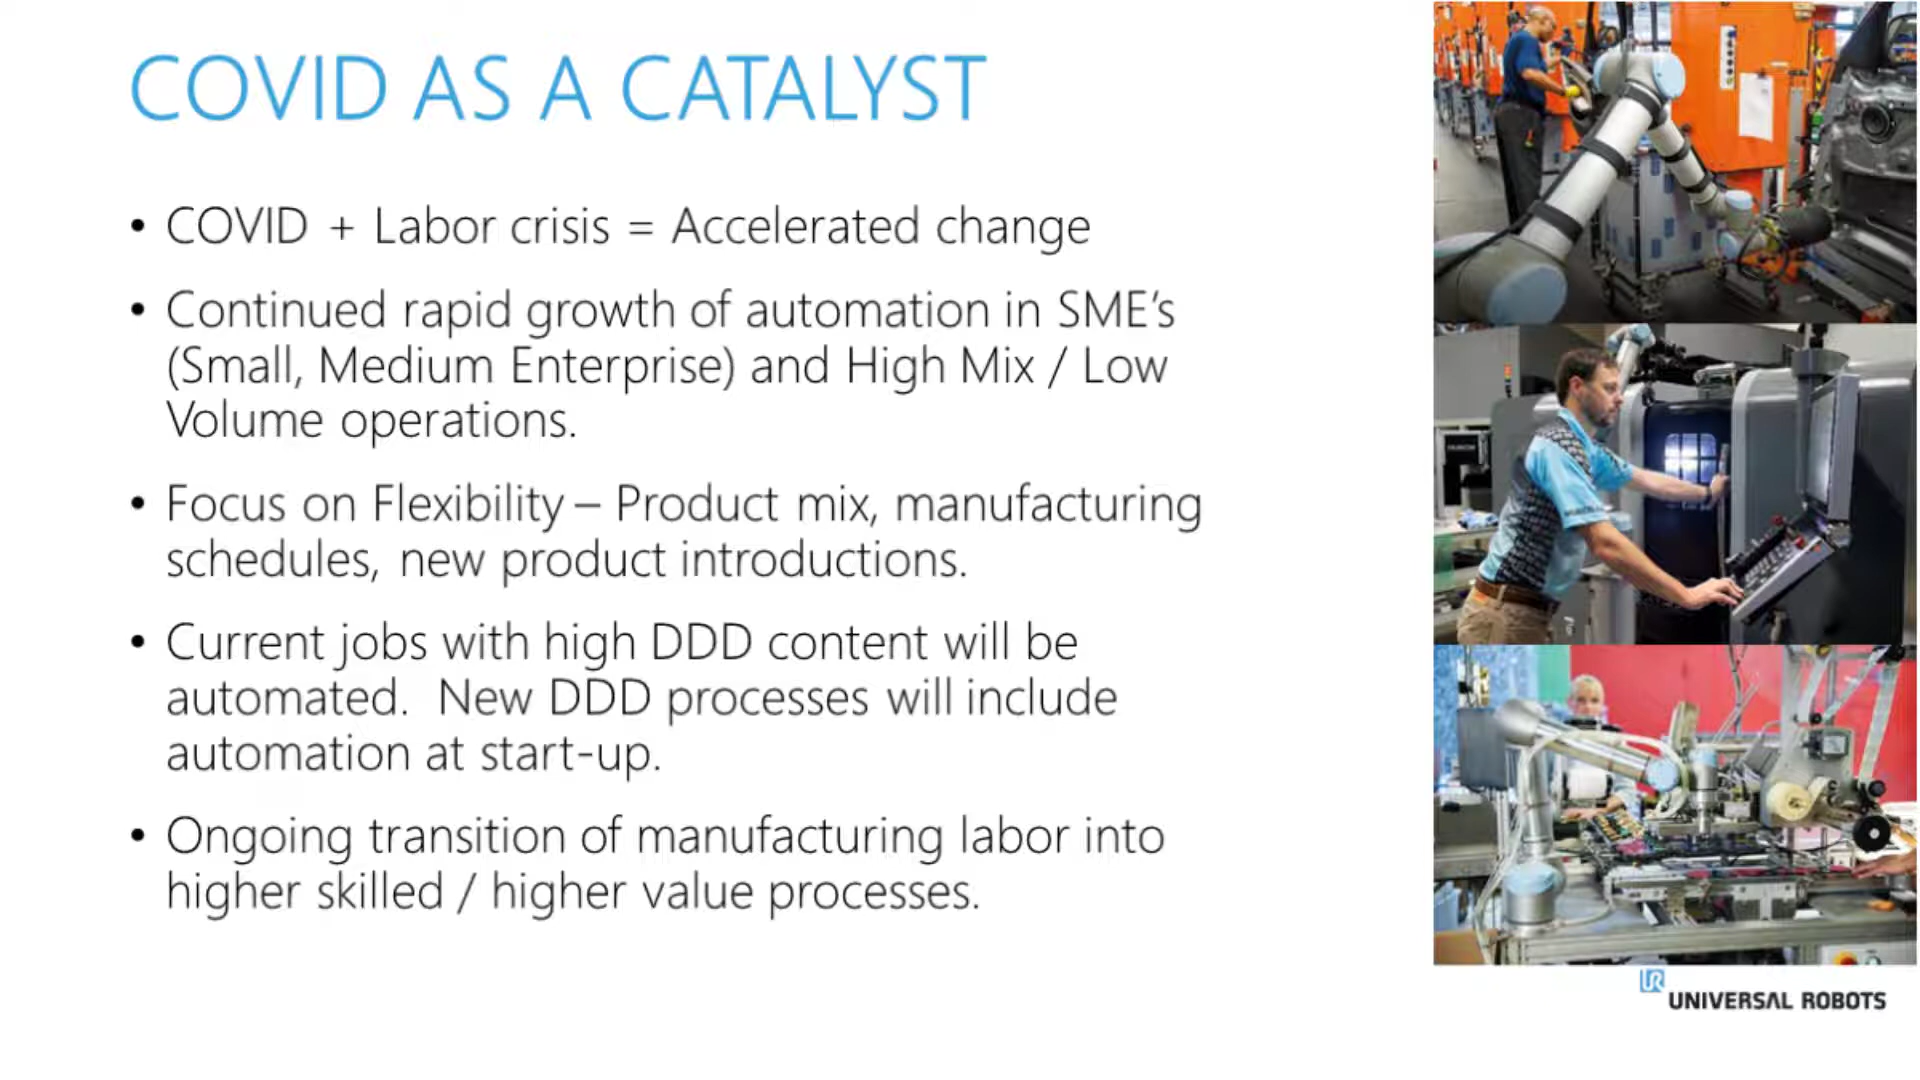 COVID AS A CATALYST
• COVID + Labor crisis = Accelerated change
• Continued rapid growth of automation in SME’s
(Small, Medium Enterprise) and High Mix / Low
Volume operations.
• Focus on Flexibility – Product mix, manufacturing
schedules, new product introductions.
• Current jobs with high DDD content will be
automated.  New DDD processes will include
automation at start-up.
• Ongoing transition of manufacturing labor into
higher skilled / higher value processes.
UR
UNIVERSAL ROBOTS